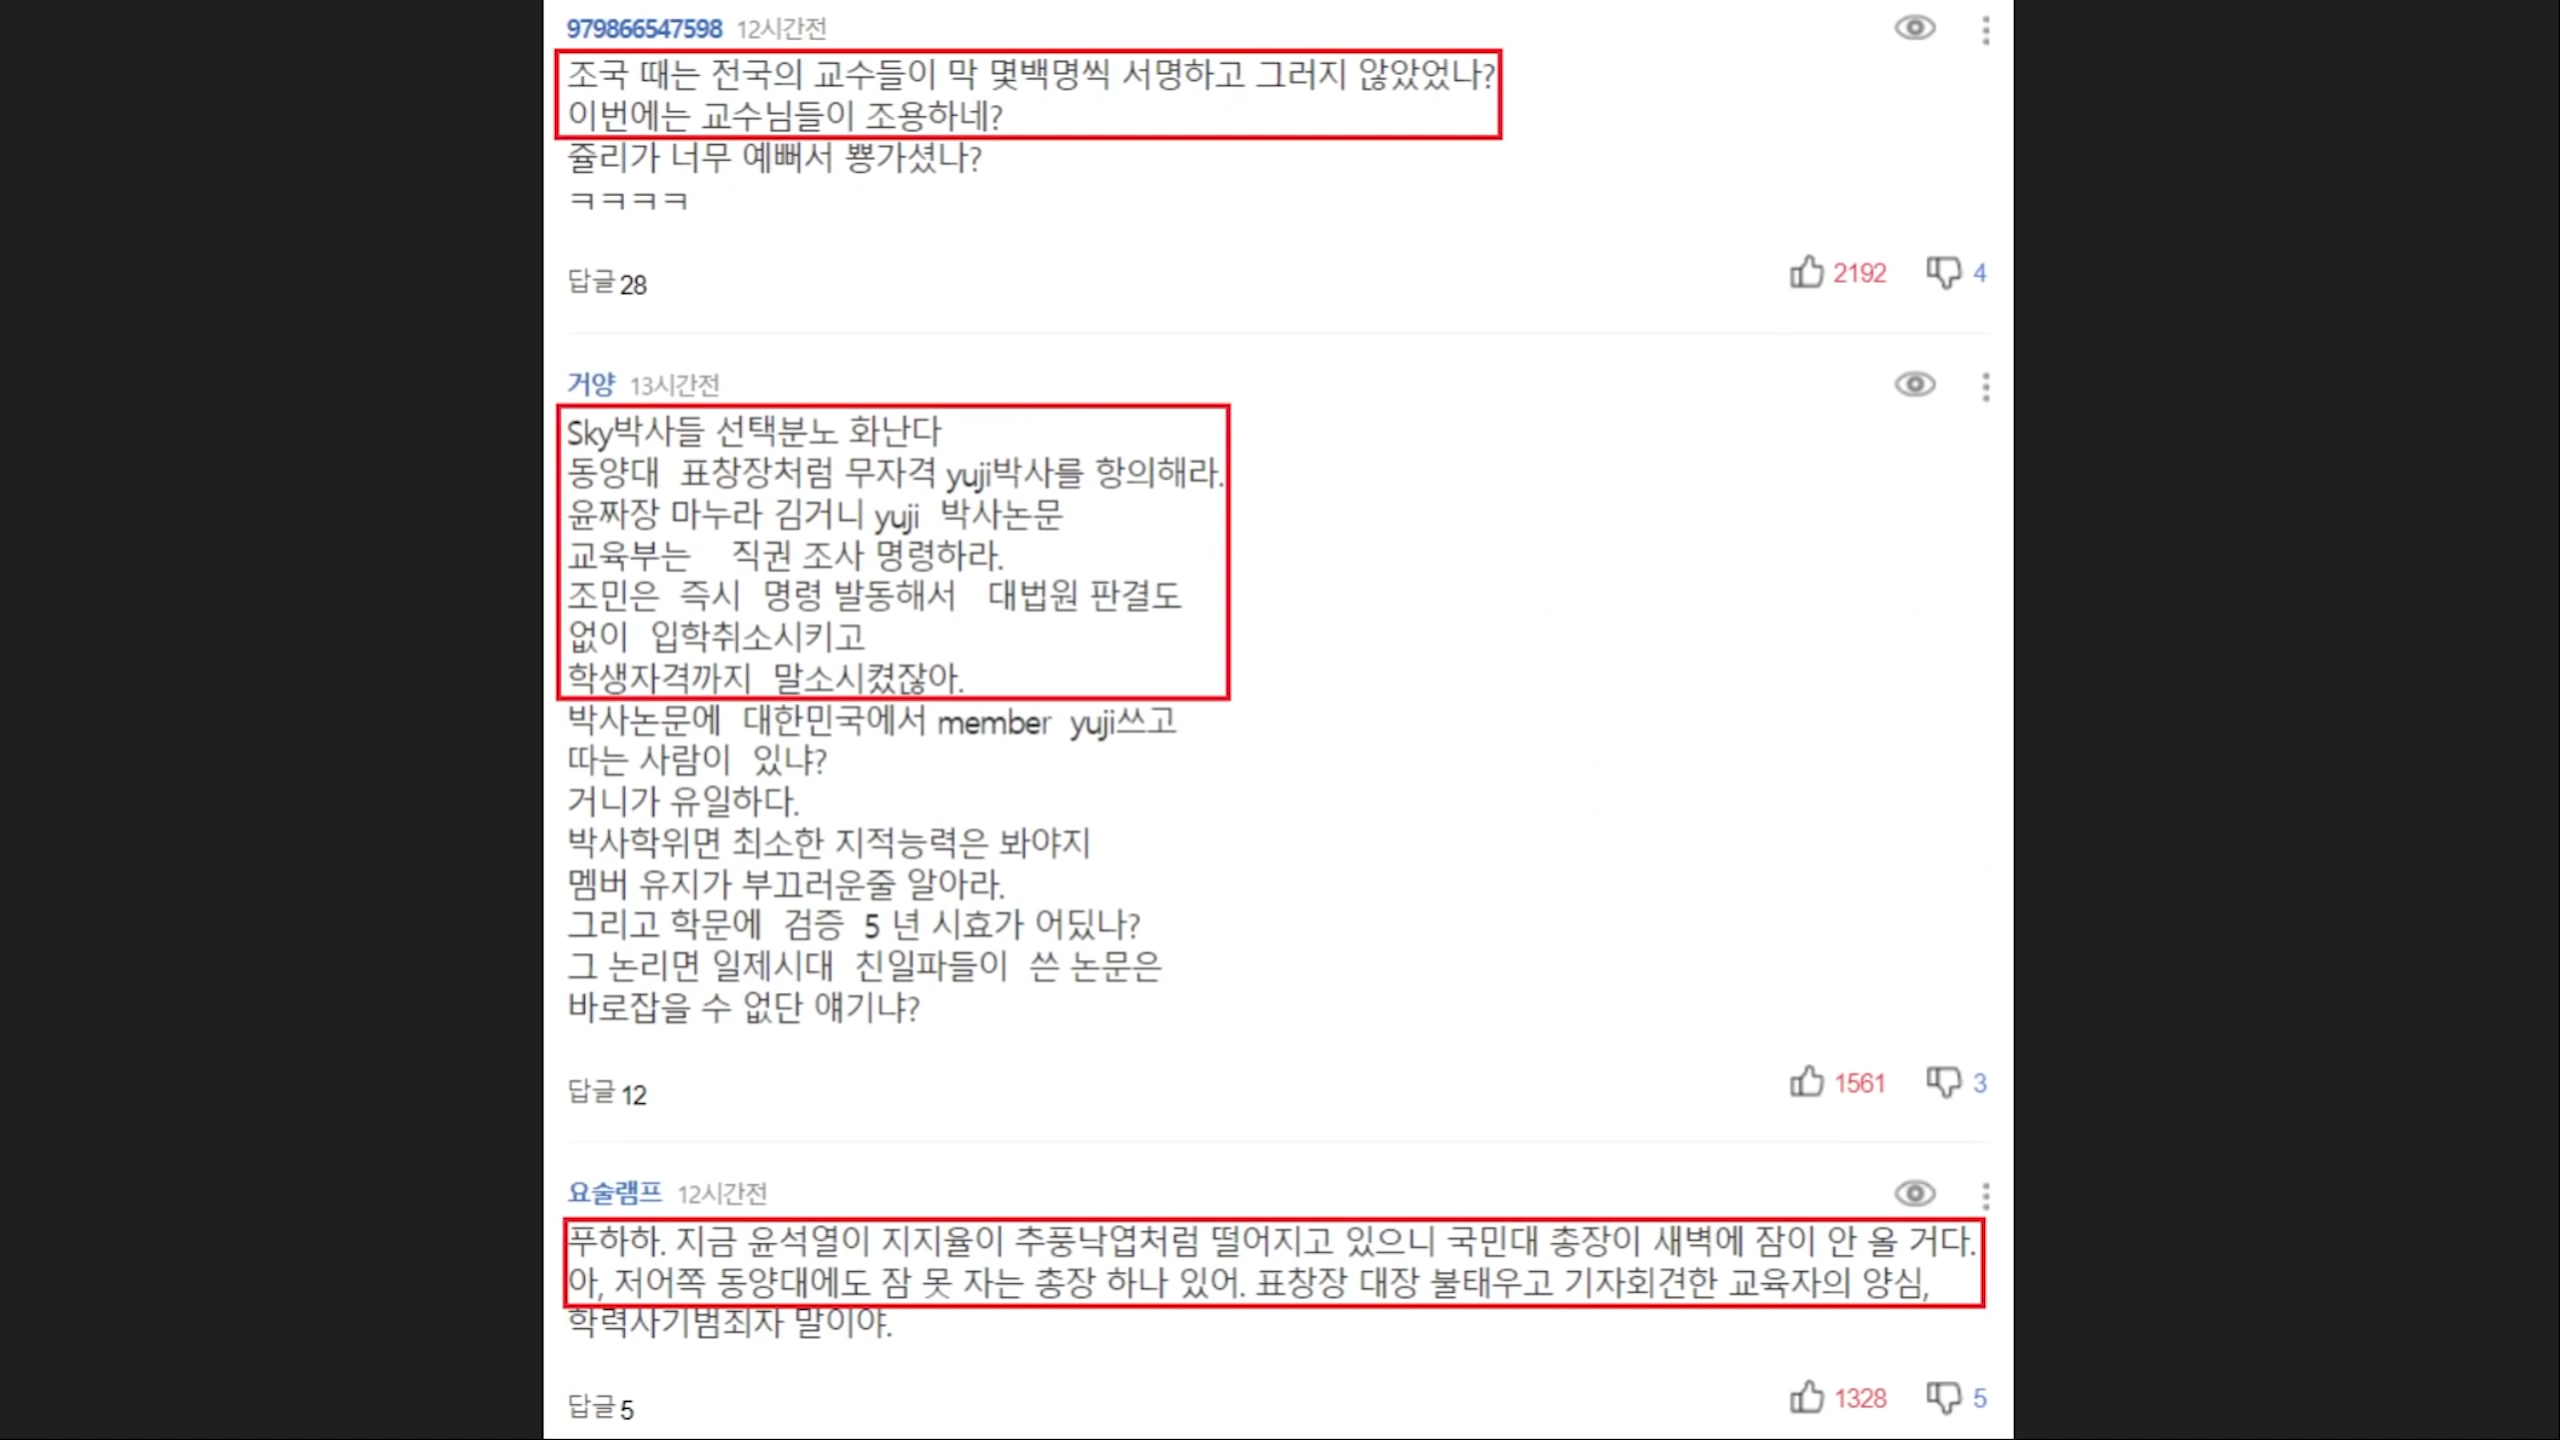 979866547598 12시간전
조국 때는 전국의 교수들이 막 몇백명씩 서명하고 그러지 않았었나?
이번에는 교수님들이 조용하네?
쥴리가 너무 예뻐서 뿅가셨나?
ㅋㅋㅋㅋ
답글 28
2192 4
거양 13시간전
Sky박사들 선택분노 화난다
동양대 표창장처럼 무자격 yuji박사를 항의해라.
윤짜장 마누라 김거니 yuji 박사논문
교육부는 직권 조사 명령하라.
조민은 즉시 명령 발동해서 대법원 판결도
없이 입학취소시키고
학생자격까지 말소시켰잖아.
박사논문에 대한민국에서 member yuji쓰고
따는 사람이 있냐?
거니가 유일하다.
박사학위면 최소한 지적능력은 봐야지
멤버 유지가 부끄러운줄 알아라.
그리고 학문에 검증 5 년 시효가 어딨나?
그 논리면 일제시대 친일파들이 쓴 논문은
바로잡을 수 없단 얘기냐?
답글 12
1561 3
요술램프 12시간전
푸하하. 지금 윤석열이 지지율이 추풍낙엽처럼 떨어지고 있으니 국민대 총장이 새벽에 잠이 안 올 거다.
아, 저어쪽 동양대에도 잠 못 자는 총장 하나 있어. 표창장 대장 불태우고 기자회견한 교육자의 양심,
학력사기범죄자 말이야.
답글 5
1328 5